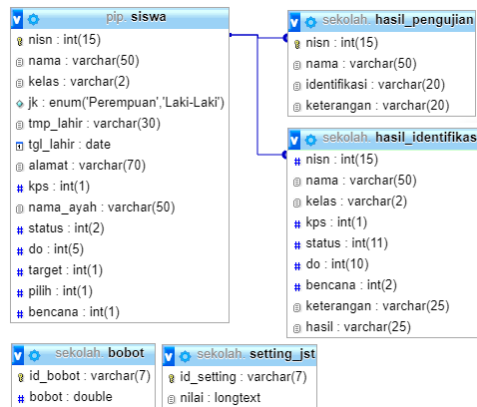 pip. siswa
nisn : int(15)
nama : varchar(50)
kelas : varchar(2)
jk : enum('Perempuan','Laki-Laki')
tmp_lahir : varchar(30)
tgl_lahir : date
alamat : varchar(70)
kps : int(1)
nama_ayah : varchar(50)
status : int(2)
do : int(5)
target : int(1)
pilih : int(1)
bencana : int(1)
sekolah. hasil_pengujian
nisn : int(15)
nama : varchar(50)
identifikasi : varchar(20)
keterangan : varchar(20)
sekolah. hasil_identifikas
# nisn : int(15)
nama : varchar(50)
kelas : varchar(2)
# kps : int(1)
# status : int(11)
# do : int(10)
# bencana : int(2)
keterangan : varchar(25)
hasil : varchar(25)
sekolah. bobot
id_bobot : varchar(7)
# bobot : double
sekolah. setting_jst
id_setting : varchar(7)
nilai : longtext